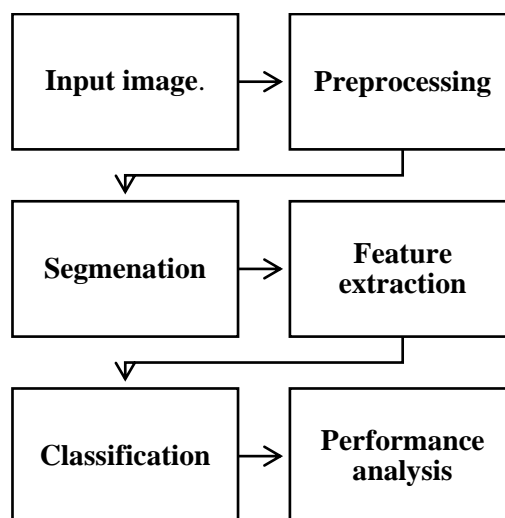 Input image.
Preprocessing
Segmenation
Feature
extraction
Classification
Performance
analysis